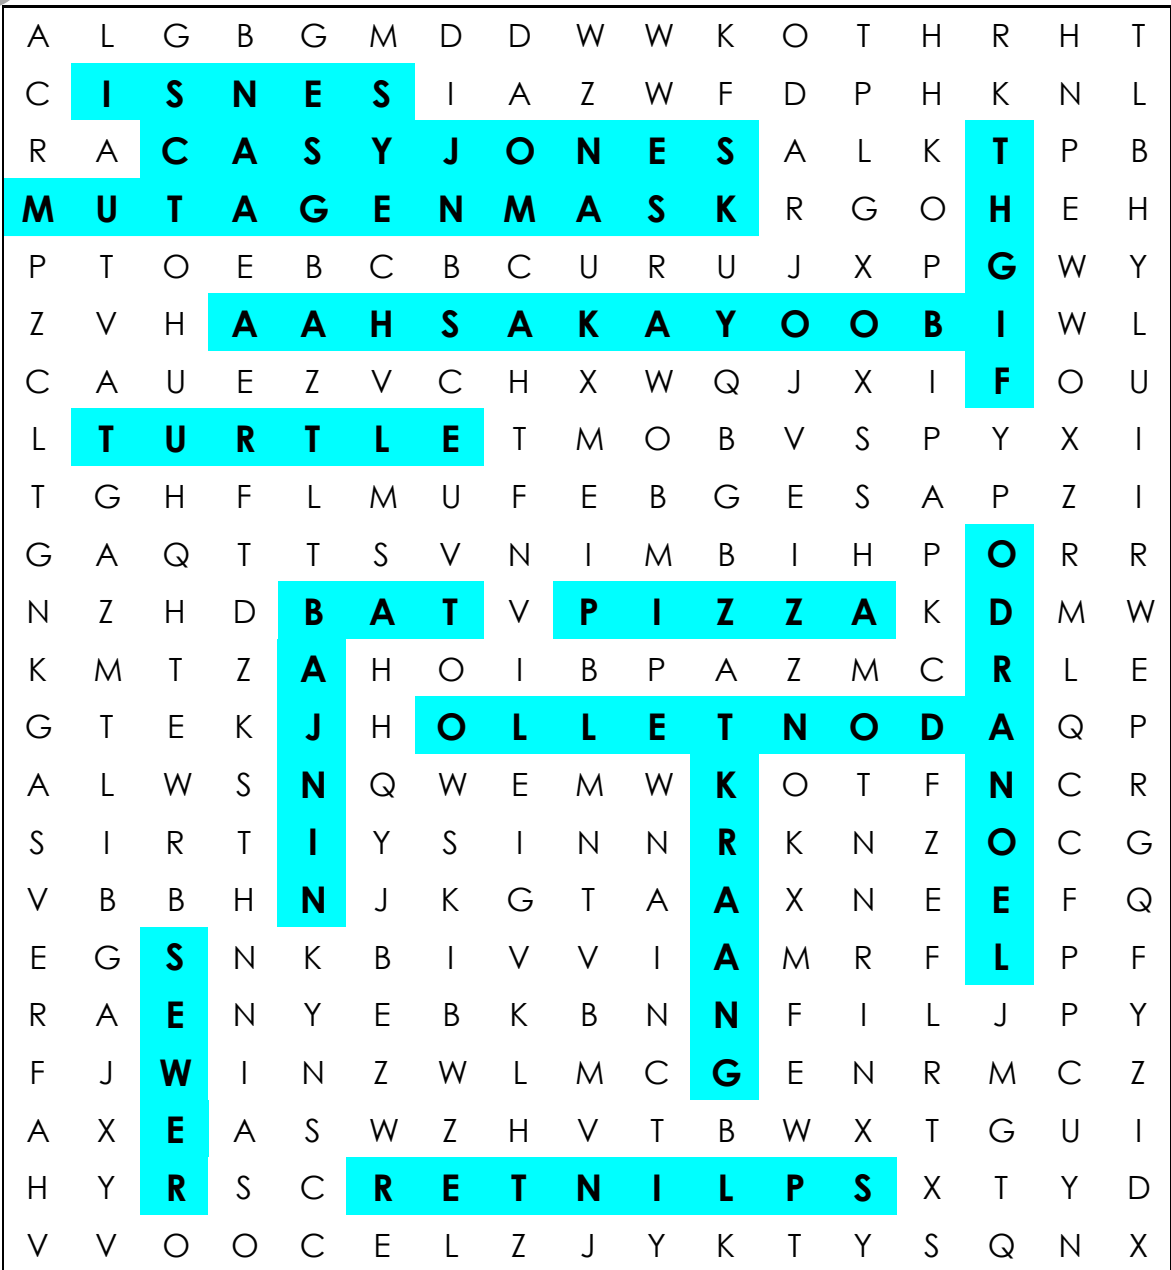 A L G B G M D D W W K O T H R H T
C I S N E S I A Z W F D P H K N L
R A C A S Y J O N E S A L K T P B
M U T A G E N M A S K R G O H E H
P T O E B C B C U R U J X P G W Y
Z V H A A H S A K A Y O O B I W L
C A U E Z V C H X W Q J X I F O U
L T U R T L E T M O B V S P Y X I
T G H F L M U F E B G E S A P Z I
G A Q T T S V N I M B I H P O R R
N Z H D B A T V P I Z Z A K D M W
K M T Z A H O I B P A Z M C R L E
G T E K J H O L L E T N O D A Q P
A L W S N Q W E M W K O T F N C R
S I R T I Y S I N N R K N Z O C G
V B B H N J K G T A A X N E E F Q
E G S N K B I V V I A M R F L P F
R A E N Y E B K B N N F I L J P Y
F J W I N Z W L M C G E N R M C Z
A X E A S W Z H V T B W X T G U I
H Y R S C R E T N I L P S X T Y D
V V O O C E L Z J Y K T Y S Q N X